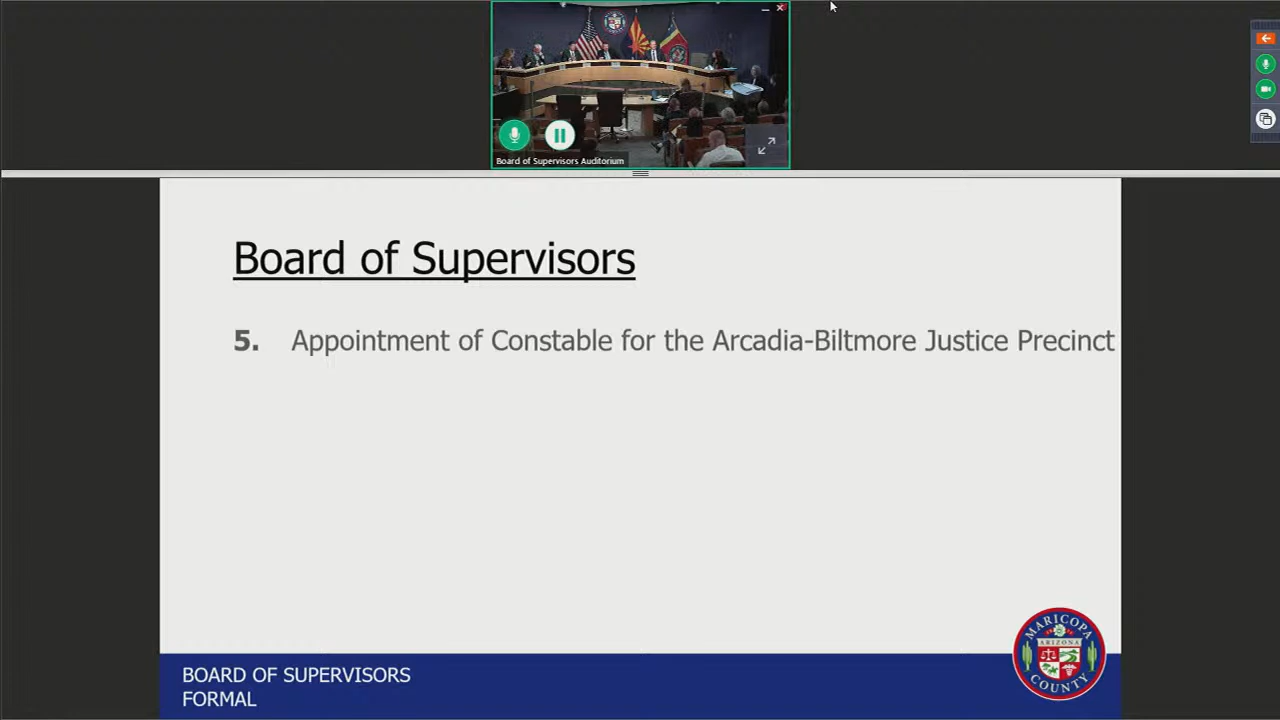 Board of Supervisors Auditorium
Board of Supervisors
5. Appointment of Constable for the Arcadia-Biltmore Justice Precinct
BOARD OF SUPERVISORS
FORMAL
MARICOPA
ARIZONA
COUNTY